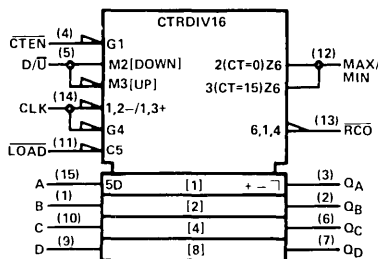 CTRDIV16
CTEN (4) G1
D/U (5) M2 [DOWN] 2(CT=0)Z6 (12) MAX/
M3 [UP] 3(CT=15)Z6 MIN
CLK (14) 1,2-/1,3+
G4 6,1,4 (13) RCO
LOAD (11) C5
A (15) 5D [1] + - (3) QA
B (1) [2] (2) QB
C (10) [4] (6) QC
D (9) [8] (7) QD